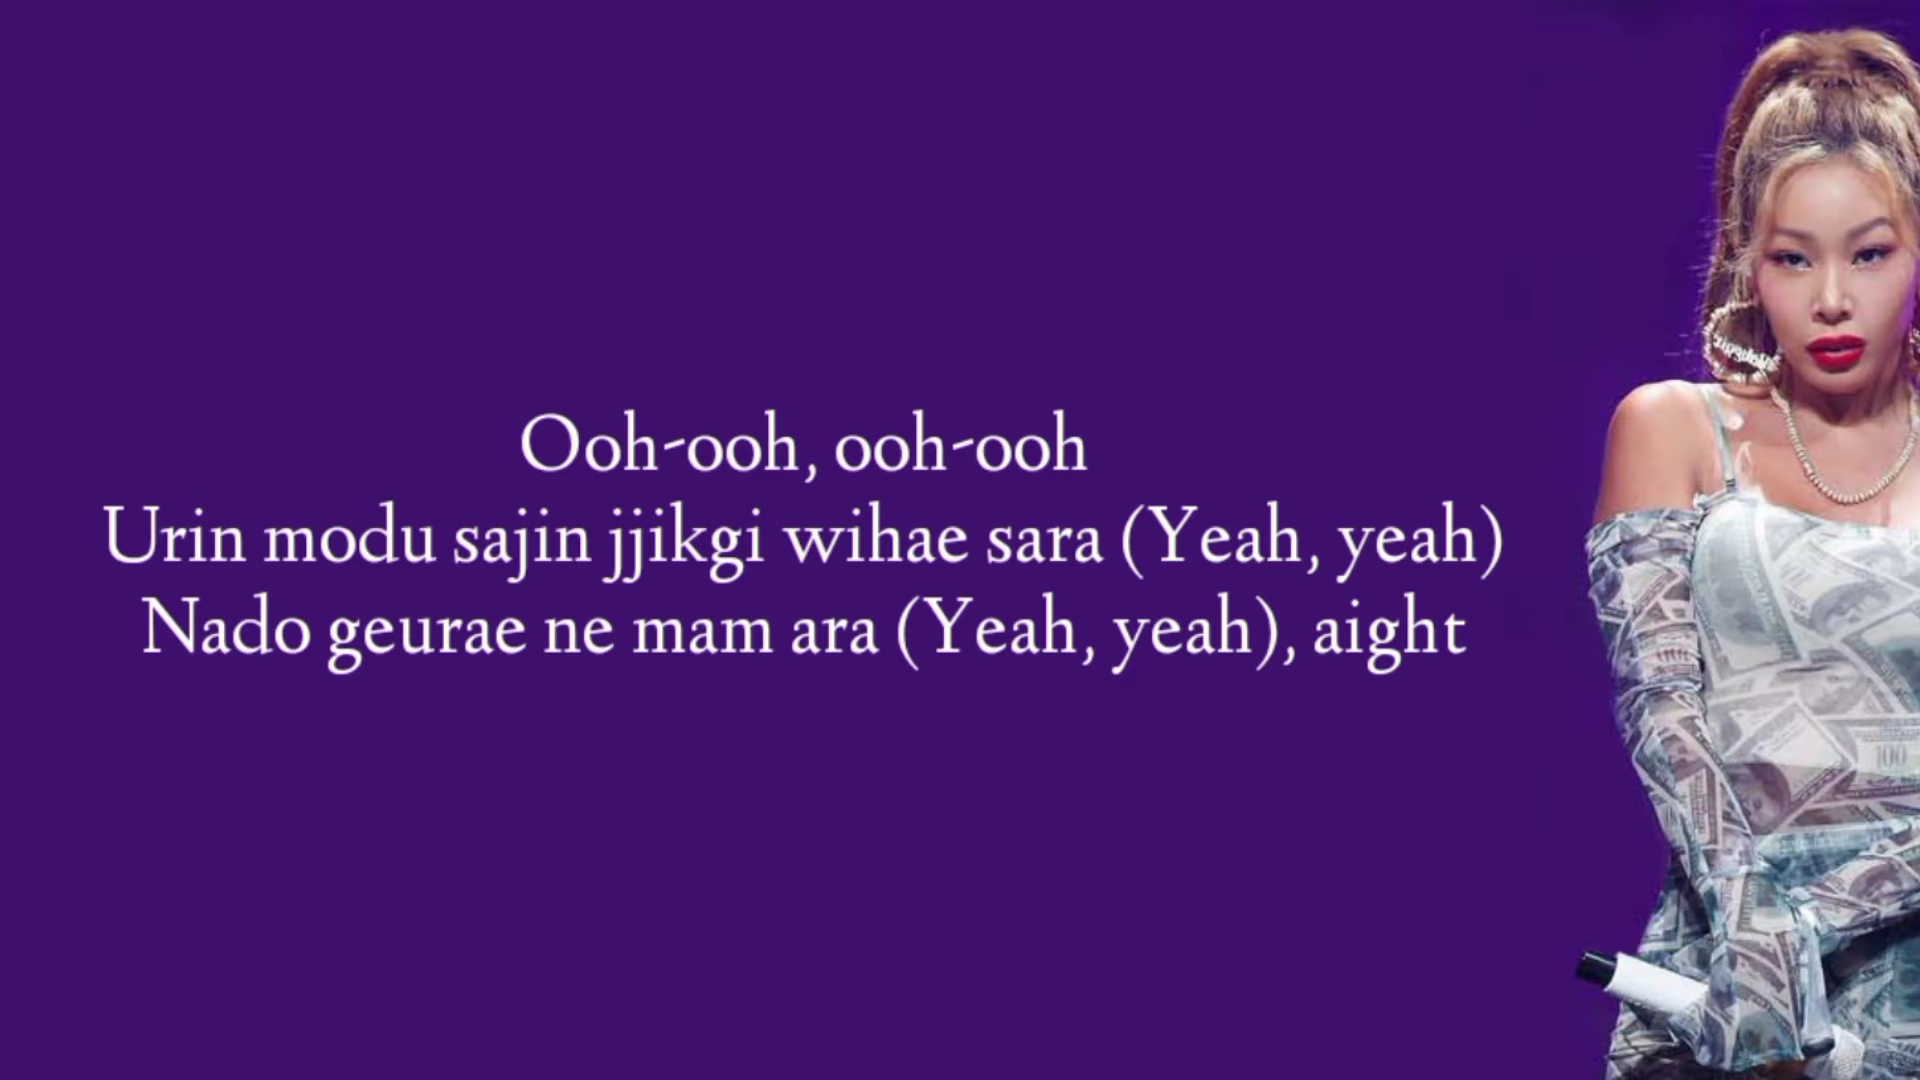 Ooh-ooh, ooh-ooh
Urin modu sajin jjikgi wihae sara (Yeah, yeah)
Nado geurae ne mam ara (Yeah, yeah), aight
100